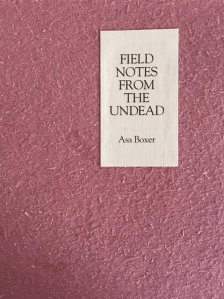 FIELD
NOTES
FROM
THE
UNDEAD
Asa Boxer